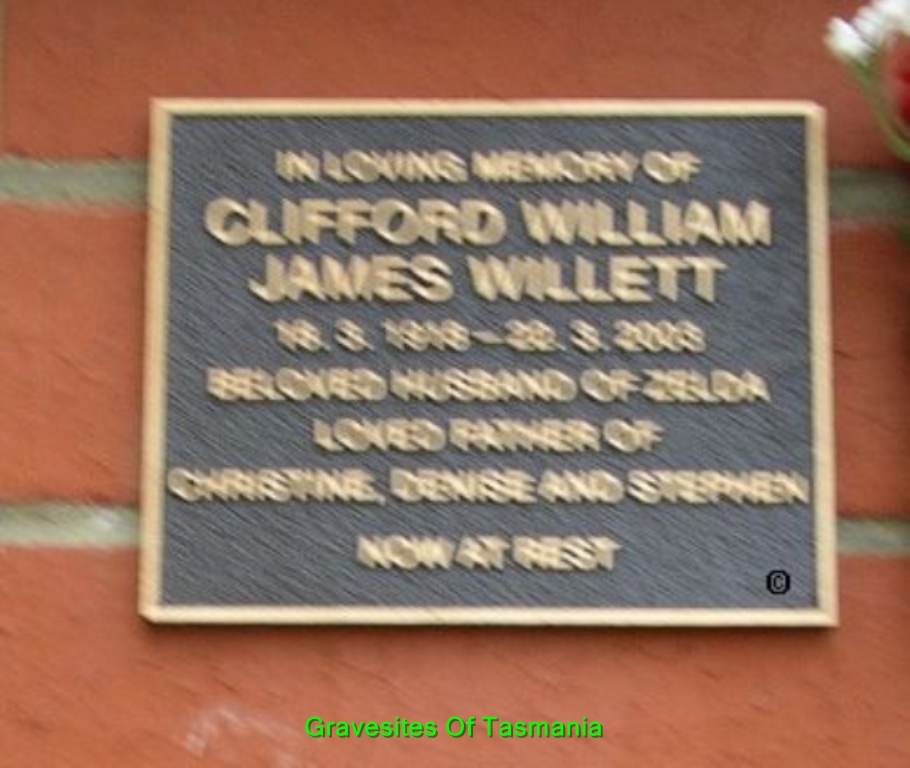 IN LOVING MEMORY OF
CLIFFORD WILLIAM
JAMES WILLETT
BELOVED HUSBAND OF ZELDA
LOVED FATHER OF
CHRISTINE, DENISE AND STEPHEN
NOW AT REST
©
Gravesites Of Tasmania